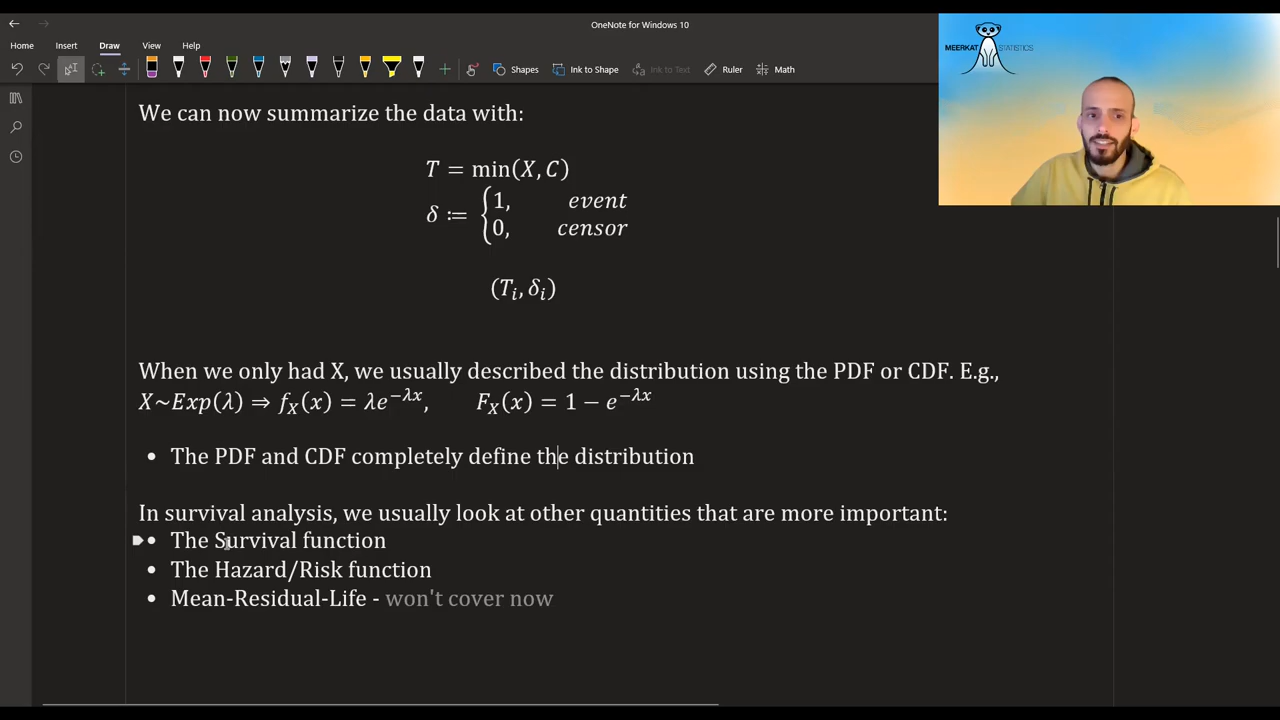 OneNote for Windows 10
Home Insert Draw View Help
Shapes Ink to Shape Ink to Text Ruler Math
MEERKAT STATISTICS
We can now summarize the data with:
T = min(X, C)
δ ≔ {1, event
0, censor
(Tᵢ, δᵢ)
When we only had X, we usually described the distribution using the PDF or CDF. E.g.,
X~Exp(λ) ⇒ f_X(x) = λe^{−λx}, F_X(x) = 1 − e^{−λx}
• The PDF and CDF completely define the distribution
In survival analysis, we usually look at other quantities that are more important:
• The Survival function
• The Hazard/Risk function
• Mean-Residual-Life - won't cover now